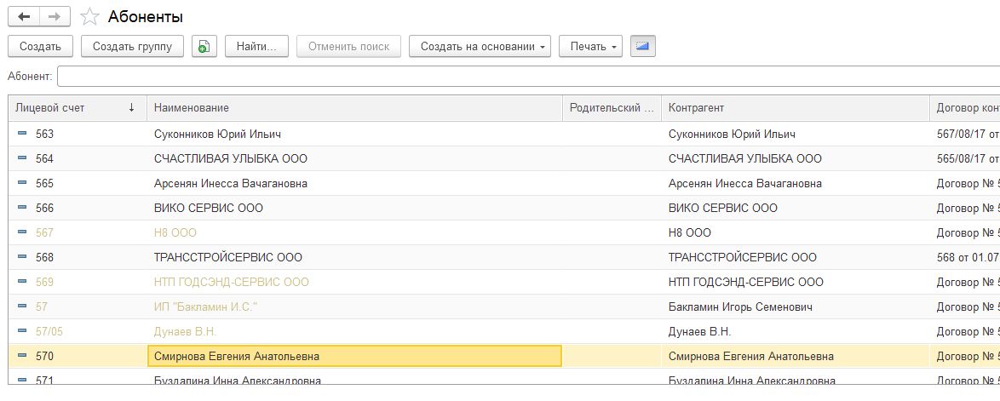 Абоненты
Создать Создать группу Найти... Отменить поиск Создать на основании Печать
Абонент:
Лицевой счет ↓ Наименование Родительский ... Контрагент Договор кон
563 Суконников Юрий Ильич Суконников Юрий Ильич 567/08/17 от
564 СЧАСТЛИВАЯ УЛЫБКА ООО СЧАСТЛИВАЯ УЛЫБКА ООО 565/08/17 от
565 Арсенян Инесса Вачагановна Арсенян Инесса Вачагановна Договор № 5
566 ВИКО СЕРВИС ООО ВИКО СЕРВИС ООО Договор № 5
567 Н8 ООО Н8 ООО Договор № 5
568 ТРАНССТРОЙСЕРВИС ООО ТРАНССТРОЙСЕРВИС ООО 568 от 01.07
569 НТП ГОДСЭНД-СЕРВИС ООО НТП ГОДСЭНД-СЕРВИС ООО Договор № 5
57 ИП "Бакламин И.С." Бакламин Игорь Семенович Договор № 5
57/05 Дунаев В.Н. Дунаев В.Н. Договор № 5
570 Смирнова Евгения Анатольевна Смирнова Евгения Анатольевна Договор № 5
571 Буздалина Инна Александровна Буздалина Инна Александровна Договор № 5